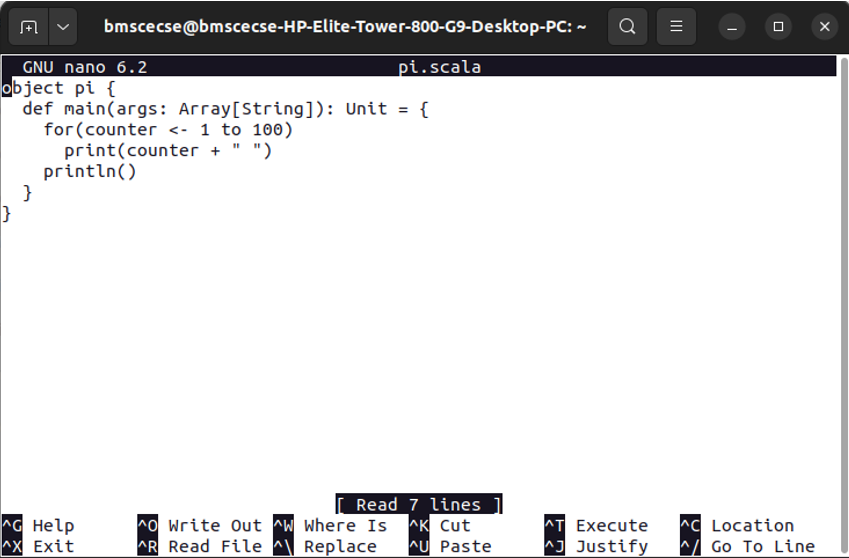 bmscecse@bmscecse-HP-Elite-Tower-800-G9-Desktop-PC: ~
GNU nano 6.2 pi.scala
object pi {
  def main(args: Array[String]): Unit = {
    for(counter <- 1 to 100)
      print(counter + " ")
    println()
  }
}
[ Read 7 lines ]
^G Help ^O Write Out ^W Where Is ^K Cut ^T Execute ^C Location
^X Exit ^R Read File ^\ Replace ^U Paste ^J Justify ^/ Go To Line